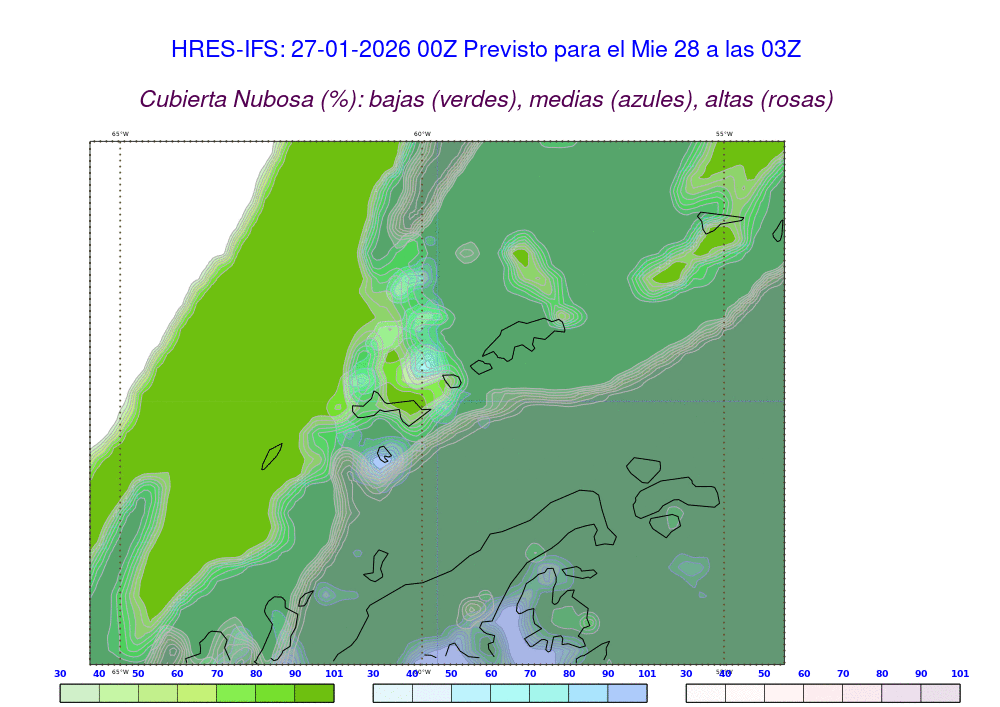 HRES-IFS: 27-01-2026 00Z Previsto para el Mie 28 a las 03Z
Cubierta Nubosa (%): bajas (verdes), medias (azules), altas (rosas)
65°W 60°W 55°W
65°W 60°W
30 40 50 60 70 80 90 101 30 40 50 60 70 80 90 101 30 40 50 60 70 80 90 101